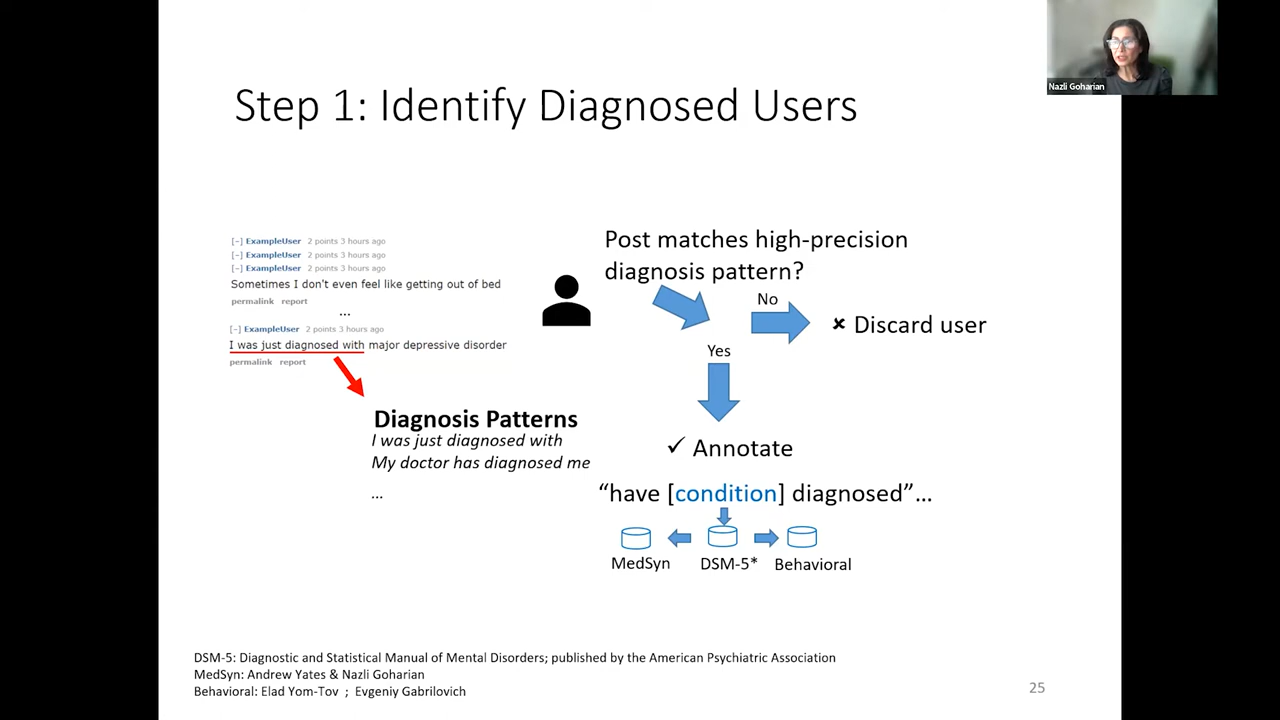 Nazli Goharian
Step 1: Identify Diagnosed Users
[-] ExampleUser 2 points 3 hours ago
[-] ExampleUser 2 points 3 hours ago
[-] ExampleUser 2 points 3 hours ago
Sometimes I don't even feel like getting out of bed
permalink report
...
[-] ExampleUser 2 points 3 hours ago
I was just diagnosed with major depressive disorder
permalink report
Diagnosis Patterns
I was just diagnosed with
My doctor has diagnosed me
...
Post matches high-precision
diagnosis pattern?
No
× Discard user
Yes
✓ Annotate
“have [condition] diagnosed”...
MedSyn DSM-5* Behavioral
DSM-5: Diagnostic and Statistical Manual of Mental Disorders; published by the American Psychiatric Association
MedSyn: Andrew Yates & Nazli Goharian
Behavioral: Elad Yom-Tov ; Evgeniy Gabrilovich
25